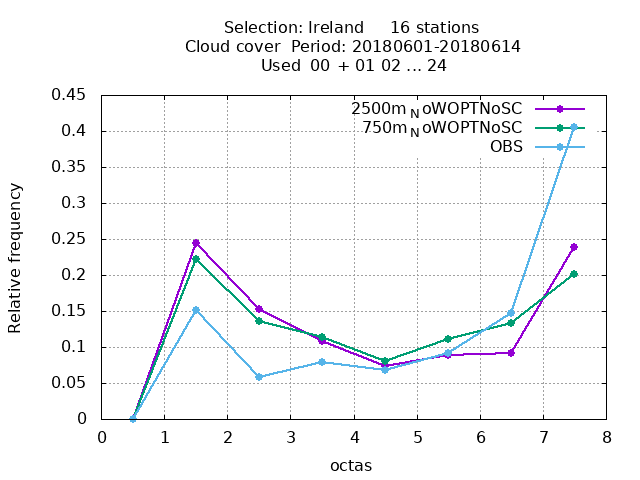 Selection: Ireland 16 stations
Cloud cover Period: 20180601-20180614
Used 00 + 01 02 ... 24
2500m_NoWOPTNoSC
750m_NoWOPTNoSC
OBS
Relative frequency
0.45
0.4
0.35
0.3
0.25
0.2
0.15
0.1
0.05
0
0 1 2 3 4 5 6 7 8
octas